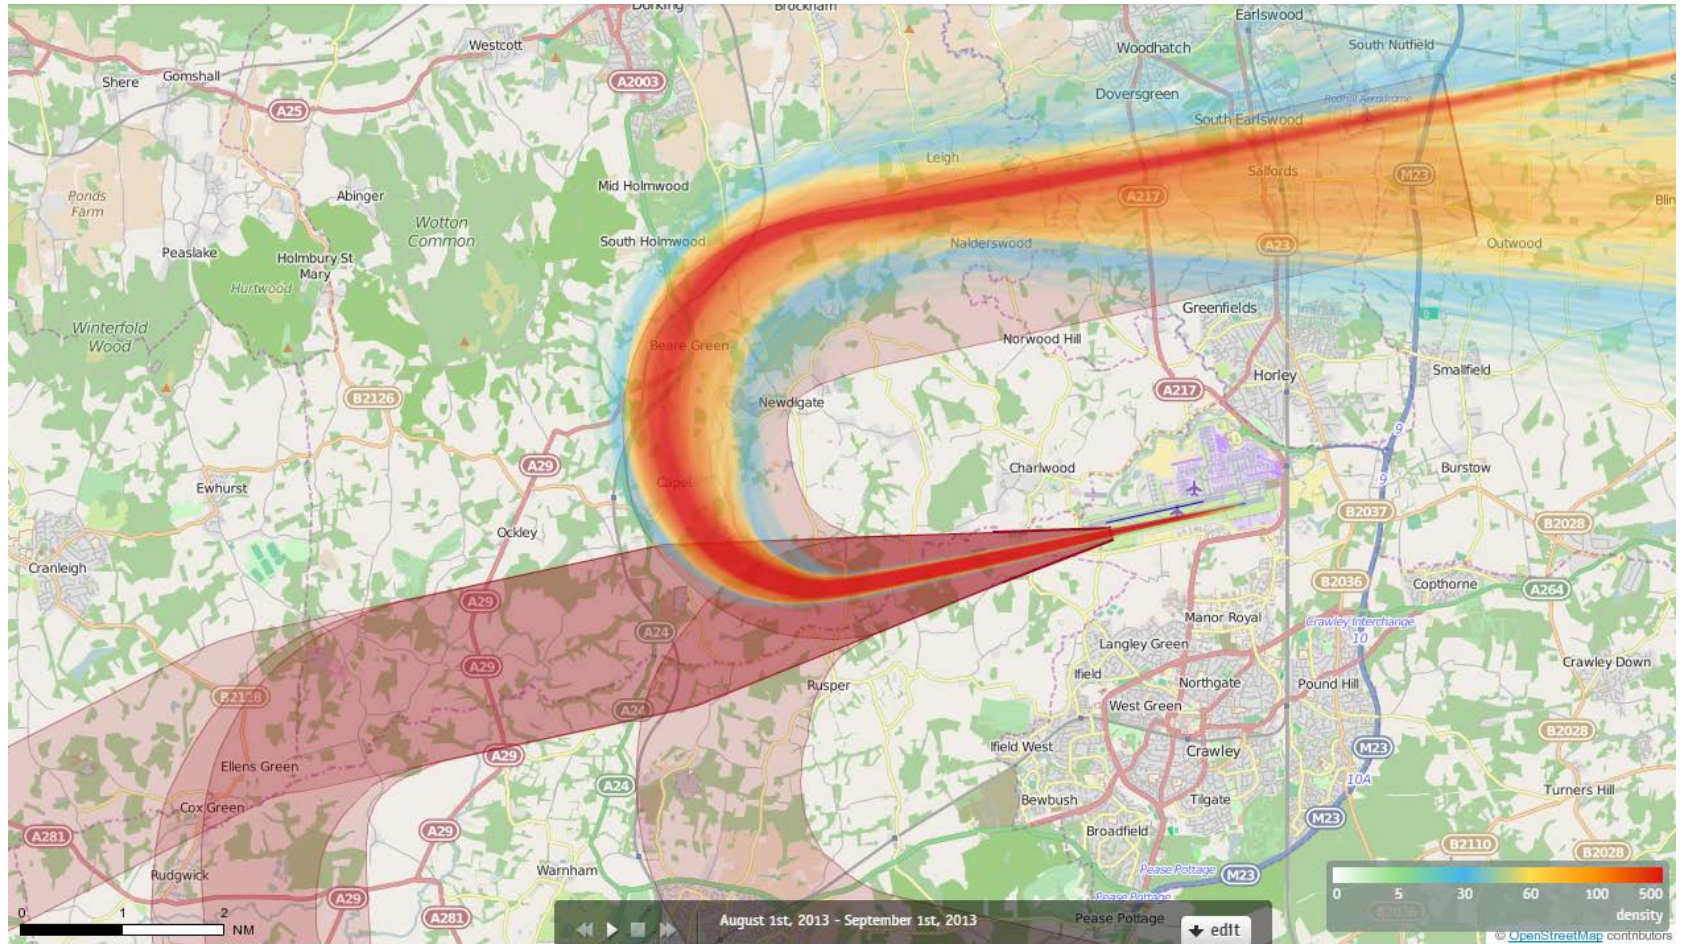 Dorking
Brockham
Earlswood
Westcott
Woodhatch
South Nutfield
Shere
Gomshall
A2003
A25
Doversgreen
Redhill Aerodrome
South Earlswood
Leigh
Salfords
Mid Holmwood
M23
Ponds
Farm
Abinger
A217
Blin
Wotton
Common
South Holmwood
Nalderswood
A23
Outwood
Peaslake
Holmbury St
Mary
Hurtwood
Greenfields
Winterfold
Wood
Beare Green
Norwood Hill
Horley
Smallfield
B2126
Newdigate
A217
9
A29
Charlwood
Burstow
Ewhurst
Capel
9
B2037
B2028
Ockley
Cranleigh
B2036
Copthorne
A264
A29
A24
Manor Royal
Crawley Interchange
10
Langley Green
A29
Ifield
Crawley Down
B2128
Rusper
Northgate
Pound Hill
A24
West Green
B2028
A29
Ifield West
Crawley
M23
Ellens Green
10A
A24
Bewbush
Tilgate
Turners Hill
Cox Green
A281
A29
Broadfield
M23
B2110
B2028
Rudgwick
Warnham
Pease Pottage
M23
0 5 30 60 100 500
A29
Pease Pottage
density
0 1 2
NM
A281
August 1st, 2013 - September 1st, 2013
Pease Pottage
edit
© OpenStreetMap contributors